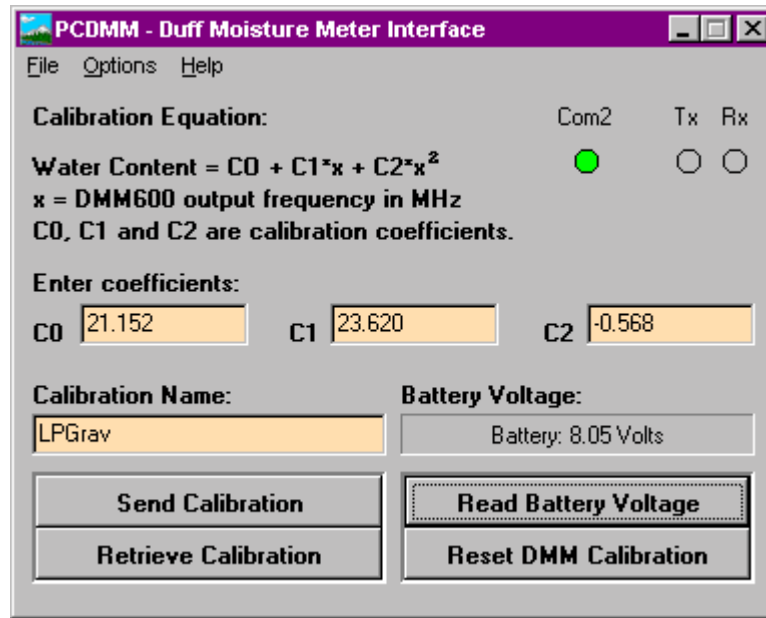 PCDMM - Duff Moisture Meter Interface
File Options Help
Calibration Equation: Com2 Tx Rx
Water Content = C0 + C1*x + C2*x²
x = DMM600 output frequency in MHz
C0, C1 and C2 are calibration coefficients.
Enter coefficients:
C0 21.152 C1 23.620 C2 -0.568
Calibration Name: Battery Voltage:
LPGrav Battery: 8.05 Volts
Send Calibration Read Battery Voltage
Retrieve Calibration Reset DMM Calibration